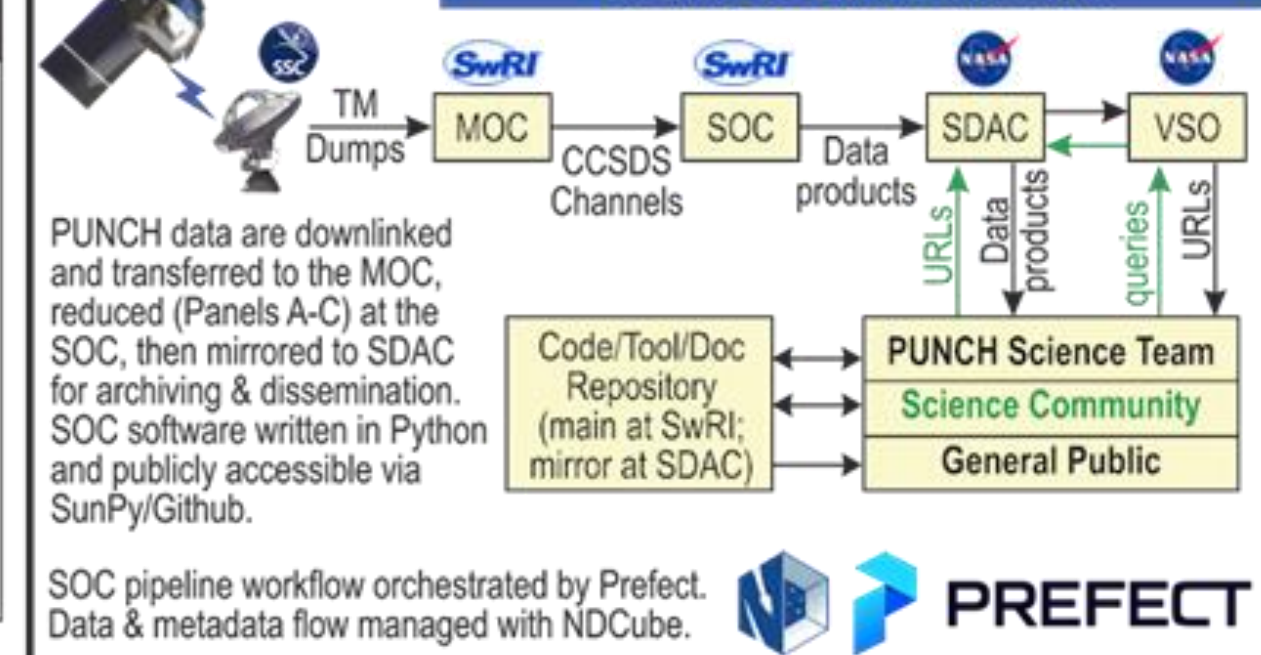 SSC
SwRI
SwRI
NASA
NASA
TM
Dumps
MOC
CCSDS
Channels
SOC
Data
products
SDAC
VSO
URLs
Data
products
queries
URLs
PUNCH data are downlinked
and transferred to the MOC,
reduced (Panels A-C) at the
SOC, then mirrored to SDAC
for archiving & dissemination.
SOC software written in Python
and publicly accessible via
SunPy/Github.
Code/Tool/Doc
Repository
(main at SwRI;
mirror at SDAC)
PUNCH Science Team
Science Community
General Public
SOC pipeline workflow orchestrated by Prefect.
Data & metadata flow managed with NDCube.
N
PREFECT